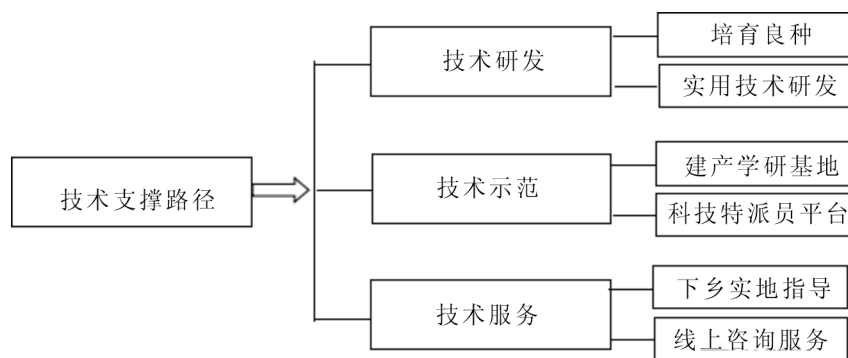 技术支撑路径
技术研发
培育良种
实用技术研发
技术示范
建产学研基地
科技特派员平台
技术服务
下乡实地指导
线上咨询服务